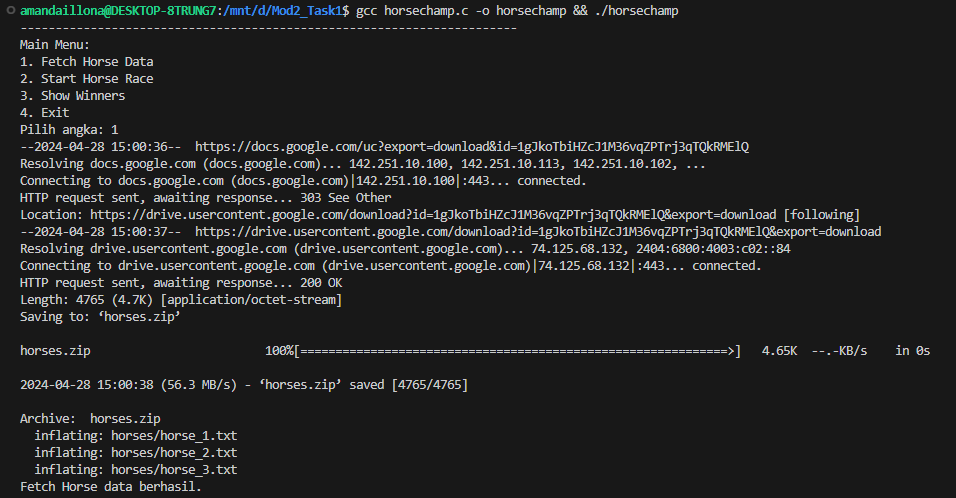 amandaillona@DESKTOP-8TRUNG7:/mnt/d/Mod2_Task1$ gcc horsechamp.c -o horsechamp && ./horsechamp
-----------------------------------------------------------------------
Main Menu:
1. Fetch Horse Data
2. Start Horse Race
3. Show Winners
4. Exit
Pilih angka: 1
--2024-04-28 15:00:36-- https://docs.google.com/uc?export=download&id=1gJkoTbiHZcJ1M36vqZPTrj3qTQkRMElQ
Resolving docs.google.com (docs.google.com)... 142.251.10.100, 142.251.10.113, 142.251.10.102, ...
Connecting to docs.google.com (docs.google.com)|142.251.10.100|:443... connected.
HTTP request sent, awaiting response... 303 See Other
Location: https://drive.usercontent.google.com/download?id=1gJkoTbiHZcJ1M36vqZPTrj3qTQkRMElQ&export=download [following]
--2024-04-28 15:00:37-- https://drive.usercontent.google.com/download?id=1gJkoTbiHZcJ1M36vqZPTrj3qTQkRMElQ&export=download
Resolving drive.usercontent.google.com (drive.usercontent.google.com)... 74.125.68.132, 2404:6800:4003:c02::84
Connecting to drive.usercontent.google.com (drive.usercontent.google.com)|74.125.68.132|:443... connected.
HTTP request sent, awaiting response... 200 OK
Length: 4765 (4.7K) [application/octet-stream]
Saving to: ‘horses.zip’
horses.zip 100%[=============================================================>] 4.65K --.-KB/s in 0s
2024-04-28 15:00:38 (56.3 MB/s) - ‘horses.zip’ saved [4765/4765]
Archive: horses.zip
inflating: horses/horse_1.txt
inflating: horses/horse_2.txt
inflating: horses/horse_3.txt
Fetch Horse data berhasil.